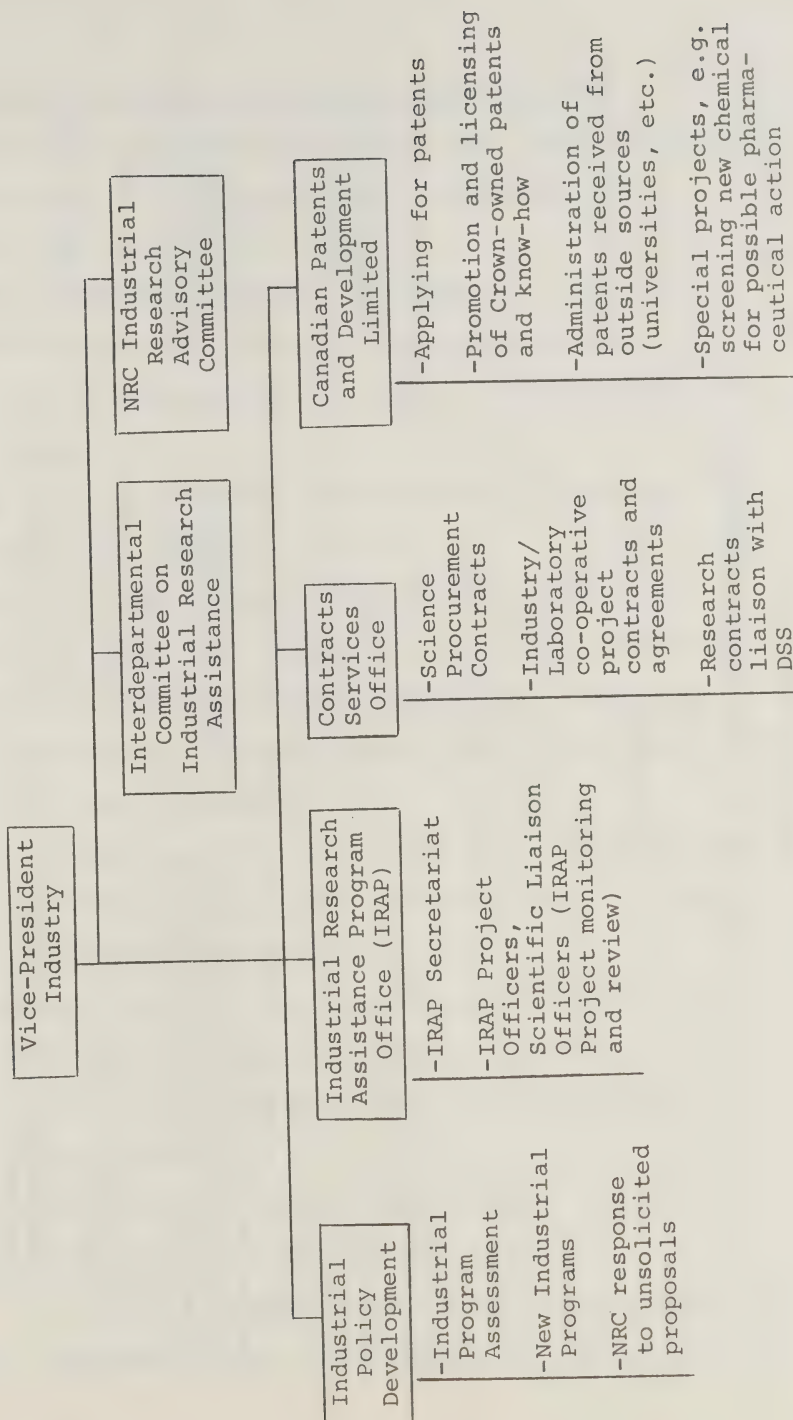 Vice-President
Industry
Interdepartmental
Committee on
Industrial Research
Assistance
NRC Industrial
Research
Advisory
Committee
Industrial
Policy
Development
-Industrial
Program
Assessment
-New Industrial
Programs
-NRC response
to unsolicited
proposals
Industrial Research
Assistance Program
Office (IRAP)
-IRAP Secretariat
-IRAP Project
Officers,
Scientific Liaison
Officers (IRAP
Project monitoring
and review)
Contracts
Services
Office
-Science
Procurement
Contracts
-Industry/
Laboratory
co-operative
project
contracts and
agreements
-Research
contracts
liaison with
DSS
Canadian Patents
and Development
Limited
-Applying for patents
-Promotion and licensing
of Crown-owned patents
and know-how
-Administration of
patents received from
outside sources
(universities, etc.)
-Special projects, e.g.
screening new chemical
for possible pharma-
ceutical action